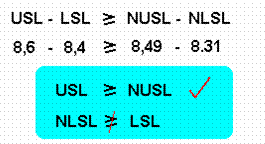 USL - LSL ≥ NUSL - NLSL
8,6 - 8,4 ≥ 8,49 - 8.31
USL ≥ NUSL ✓
NLSL ≱ LSL